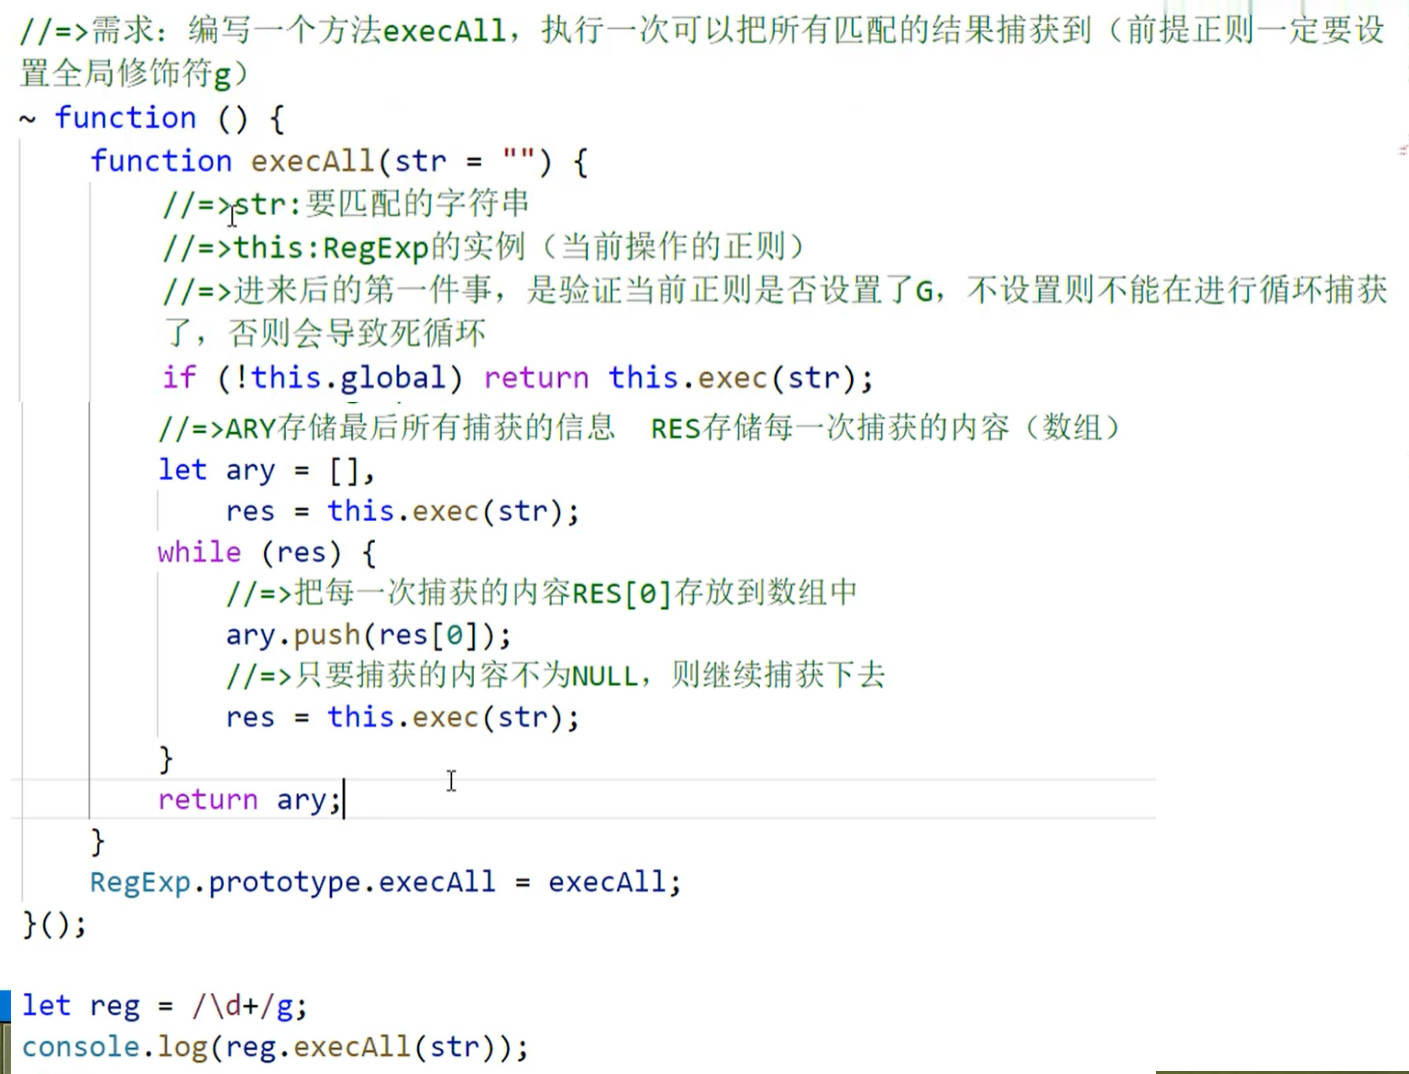 //=>需求：编写一个方法execAll，执行一次可以把所有匹配的结果捕获到（前提正则一定要设
置全局修饰符g）
~ function () {
function execAll(str = "") {
//=>str:要匹配的字符串
//=>this:RegExp的实例（当前操作的正则）
//=>进来后的第一件事，是验证当前正则是否设置了G，不设置则不能在进行循环捕获
了，否则会导致死循环
if (!this.global) return this.exec(str);
//=>ARY存储最后所有捕获的信息  RES存储每一次捕获的内容（数组）
let ary = [],
res = this.exec(str);
while (res) {
//=>把每一次捕获的内容RES[0]存放到数组中
ary.push(res[0]);
//=>只要捕获的内容不为NULL，则继续捕获下去
res = this.exec(str);
}
return ary;
}
RegExp.prototype.execAll = execAll;
}();
let reg = /\d+/g;
console.log(reg.execAll(str));